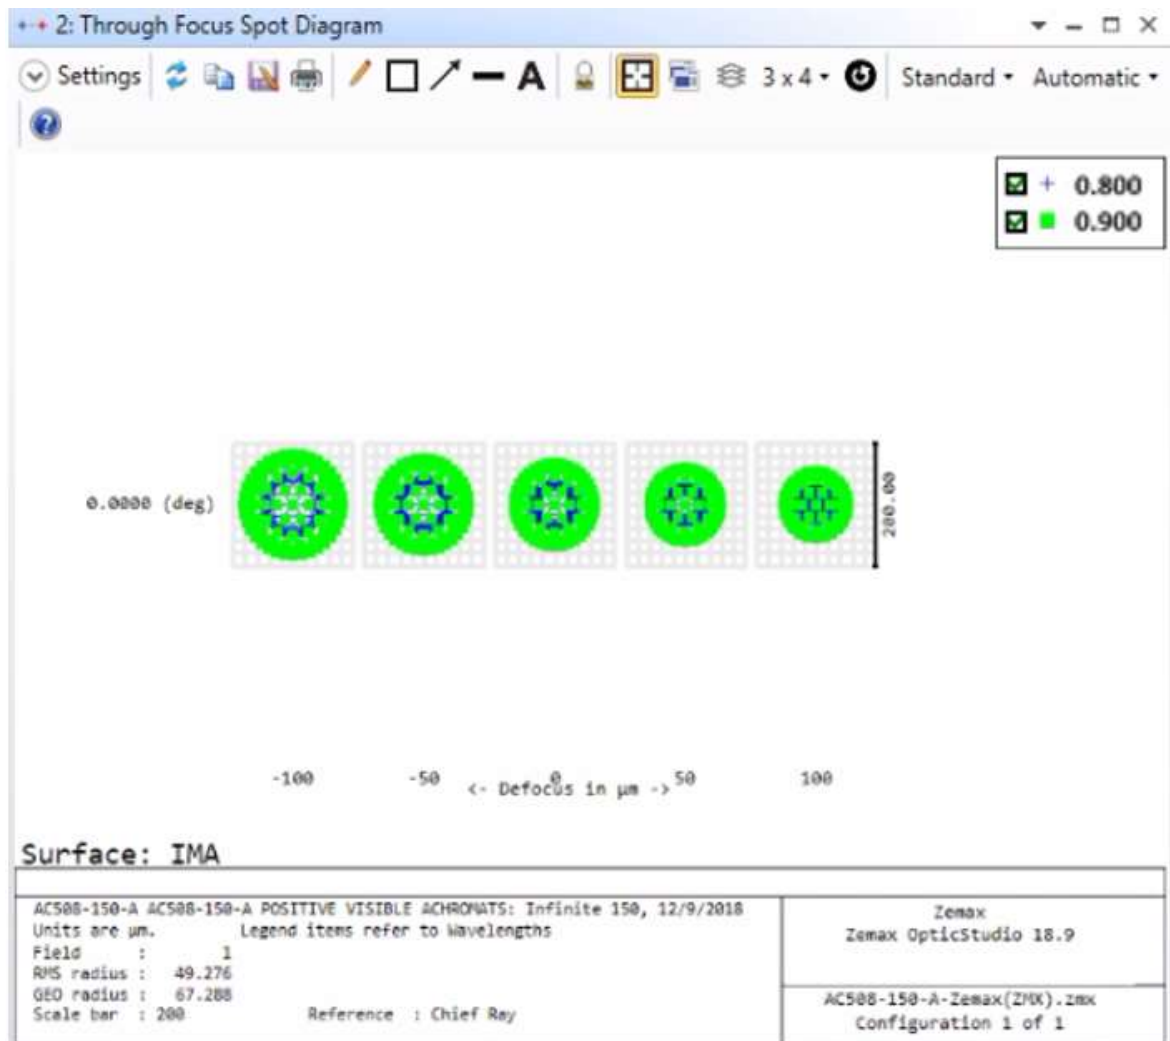 2: Through Focus Spot Diagram
Settings A 3 x 4 Standard Automatic
?
0.800
0.900
0.0000 (deg)
200.00
-100 -50 0 50 100
<- Defocus in µm ->
Surface: IMA
AC508-150-A AC508-150-A POSITIVE VISIBLE ACHROMATS: Infinite 150, 12/9/2018
Units are µm. Legend items refer to Wavelengths
Field : 1
RMS radius : 49.276
GEO radius : 67.288
Scale bar : 200 Reference : Chief Ray
Zemax
Zemax OpticStudio 18.9
AC508-150-A-Zemax(ZMX).zmx
Configuration 1 of 1